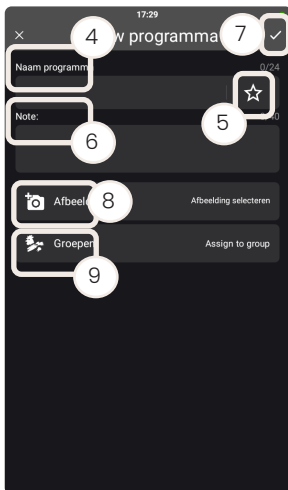 17:29
4
w programma
7
Naam programm
0/24
5
Note:
40
6
Afbeel
8
Afbeelding selecteren
Groepen
Assign to group
9